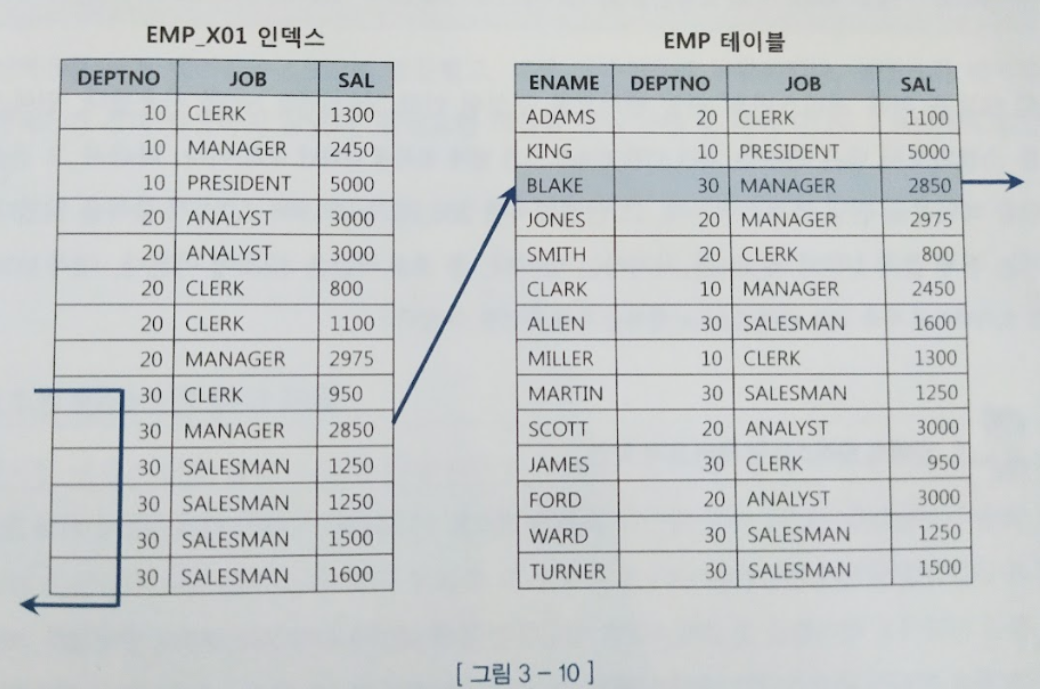 EMP_X01 인덱스
DEPTNO JOB SAL
10 CLERK 1300
10 MANAGER 2450
10 PRESIDENT 5000
20 ANALYST 3000
20 ANALYST 3000
20 CLERK 800
20 CLERK 1100
20 MANAGER 2975
30 CLERK 950
30 MANAGER 2850
30 SALESMAN 1250
30 SALESMAN 1250
30 SALESMAN 1500
30 SALESMAN 1600
EMP 테이블
ENAME DEPTNO JOB SAL
ADAMS 20 CLERK 1100
KING 10 PRESIDENT 5000
BLAKE 30 MANAGER 2850
JONES 20 MANAGER 2975
SMITH 20 CLERK 800
CLARK 10 MANAGER 2450
ALLEN 30 SALESMAN 1600
MILLER 10 CLERK 1300
MARTIN 30 SALESMAN 1250
SCOTT 20 ANALYST 3000
JAMES 30 CLERK 950
FORD 20 ANALYST 3000
WARD 30 SALESMAN 1250
TURNER 30 SALESMAN 1500
[ 그림 3 - 10 ]